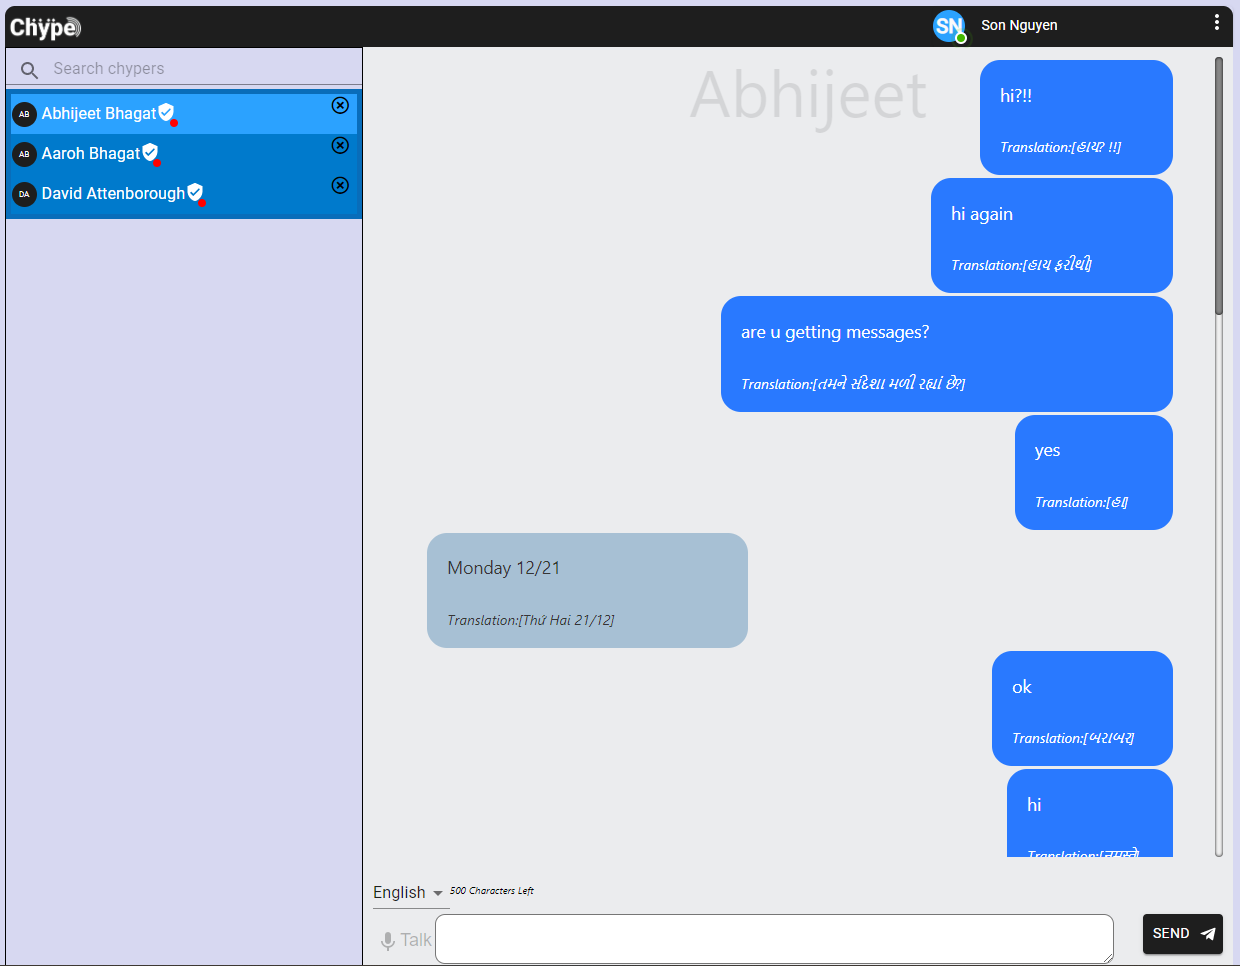 Chype
SN
Son Nguyen
Search chypers
AB
Abhijeet Bhagat
AB
Aaroh Bhagat
DA
David Attenborough
Abhijeet
hi?!!
Translation:[હાય? !!]
hi again
Translation:[હાય ફરીથી]
are u getting messages?
Translation:[તમને સંદેશા મળી રહ્યાં છે?]
yes
Translation:[હા]
Monday 12/21
Translation:[Thứ Hai 21/12]
ok
Translation:[બરાબર]
hi
Translation:[नमस्ते]
English
500 Characters Left
Talk
SEND